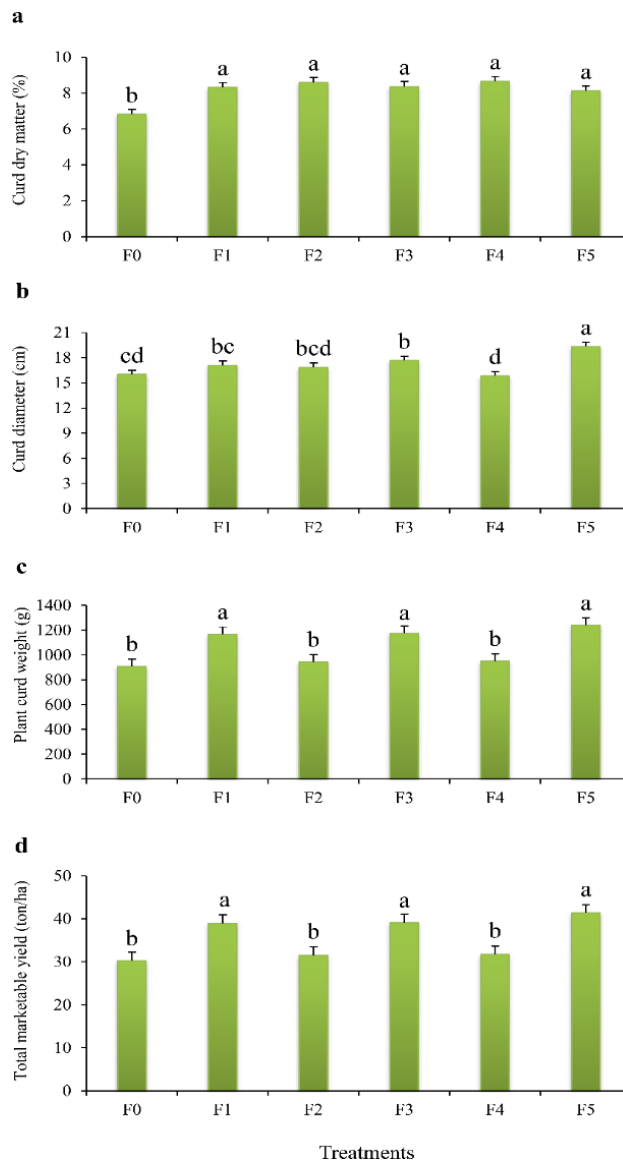 a
Curd dry matter (%)
10
8
6
4
2
0
b
a
a
a
a
a
F0 F1 F2 F3 F4 F5
b
Curd diameter (cm)
21
18
15
12
9
6
3
0
cd
bc
bcd
b
d
a
F0 F1 F2 F3 F4 F5
c
Plant curd weight (g)
1400
1200
1000
800
600
400
200
0
b
a
b
a
b
a
F0 F1 F2 F3 F4 F5
d
Total marketable yield (ton/ha)
50
40
30
20
10
0
b
a
b
a
b
a
F0 F1 F2 F3 F4 F5
Treatments